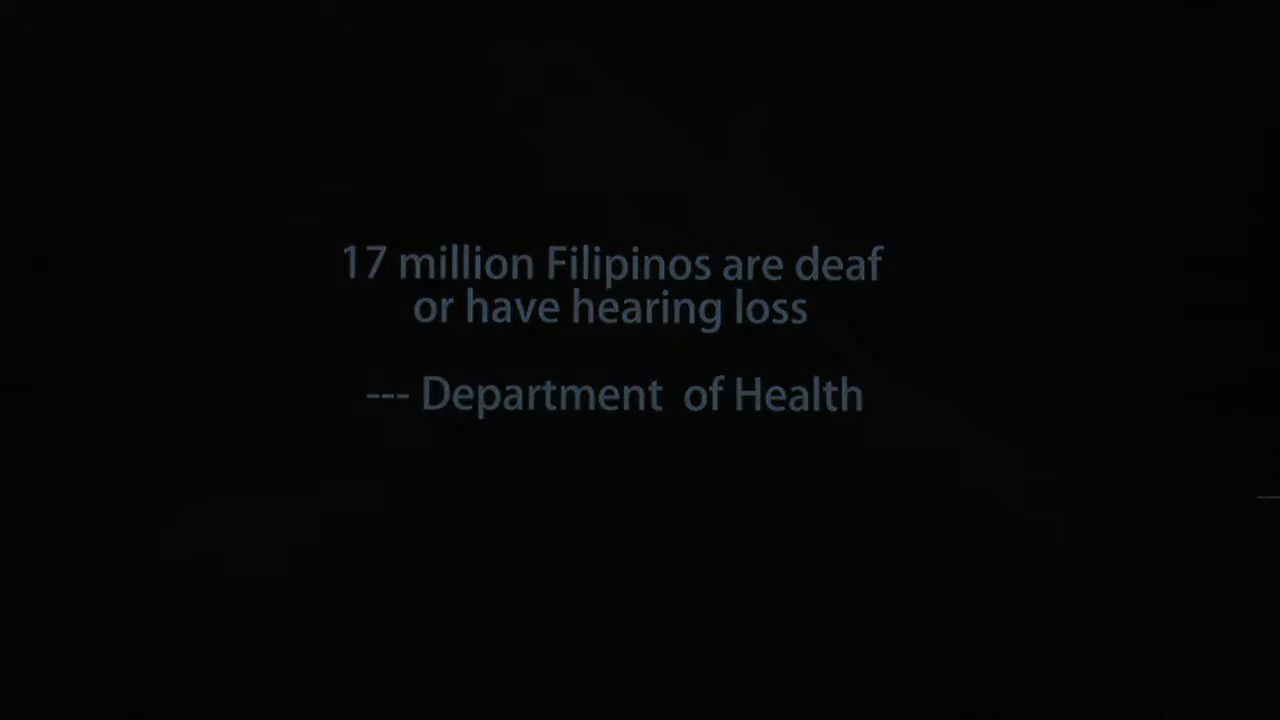 17 million Filipinos are deaf
or have hearing loss
--- Department of Health